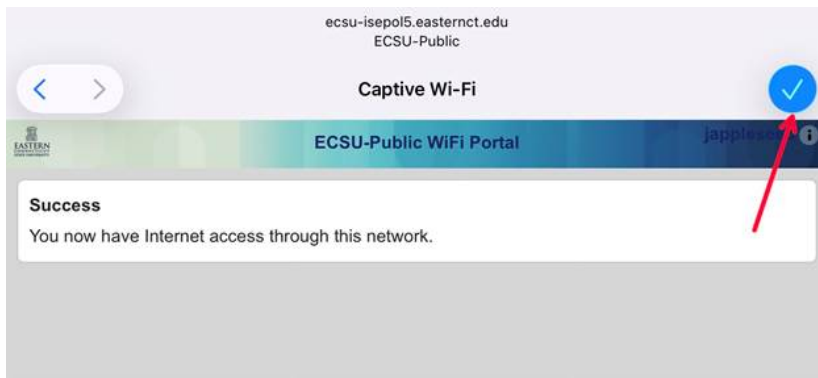 ecsu-isepol5.easternct.edu
ECSU-Public
Captive Wi-Fi
EASTERN
ECSU-Public WiFi Portal
Success
You now have Internet access through this network.